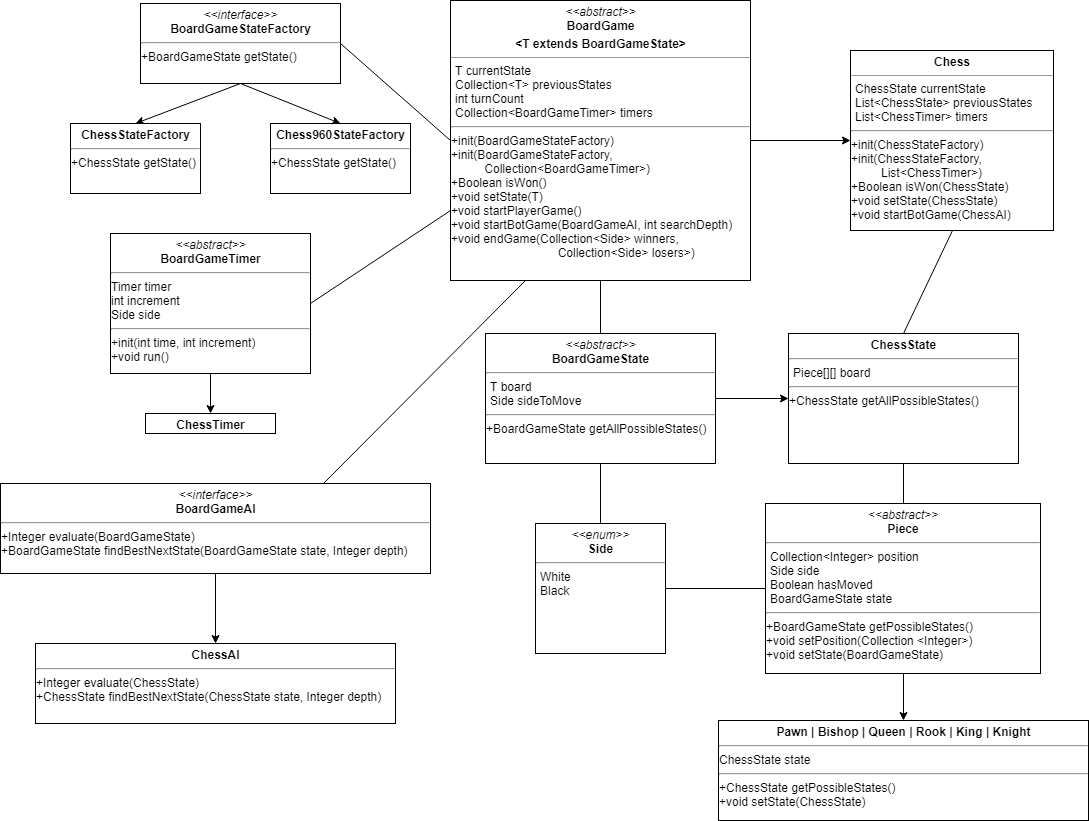 <<interface>>
BoardGameStateFactory
+BoardGameState getState()
ChessStateFactory
+ChessState getState()
Chess960StateFactory
+ChessState getState()
<<abstract>>
BoardGame
<T extends BoardGameState>
T currentState
Collection<T> previousStates
int turnCount
Collection<BoardGameTimer> timers
+init(BoardGameStateFactory)
+init(BoardGameStateFactory,
Collection<BoardGameTimer>)
+Boolean isWon()
+void setState(T)
+void startPlayerGame()
+void startBotGame(BoardGameAI, int searchDepth)
+void endGame(Collection<Side> winners,
Collection<Side> losers>)
Chess
ChessState currentState
List<ChessState> previousStates
List<ChessTimer> timers
+init(ChessStateFactory)
+init(ChessStateFactory,
List<ChessTimer>)
+Boolean isWon(ChessState)
+void setState(ChessState)
+void startBotGame(ChessAI)
<<abstract>>
BoardGameTimer
Timer timer
int increment
Side side
+init(int time, int increment)
+void run()
ChessTimer
<<abstract>>
BoardGameState
T board
Side sideToMove
+BoardGameState getAllPossibleStates()
ChessState
Piece[][] board
+ChessState getAllPossibleStates()
<<interface>>
BoardGameAI
+Integer evaluate(BoardGameState)
+BoardGameState findBestNextState(BoardGameState state, Integer depth)
ChessAI
+Integer evaluate(ChessState)
+ChessState findBestNextState(ChessState state, Integer depth)
<<enum>>
Side
White
Black
<<abstract>>
Piece
Collection<Integer> position
Side side
Boolean hasMoved
BoardGameState state
+BoardGameState getPossibleStates()
+void setPosition(Collection <Integer>)
+void setState(BoardGameState)
Pawn | Bishop | Queen | Rook | King | Knight
ChessState state
+ChessState getPossibleStates()
+void setState(ChessState)